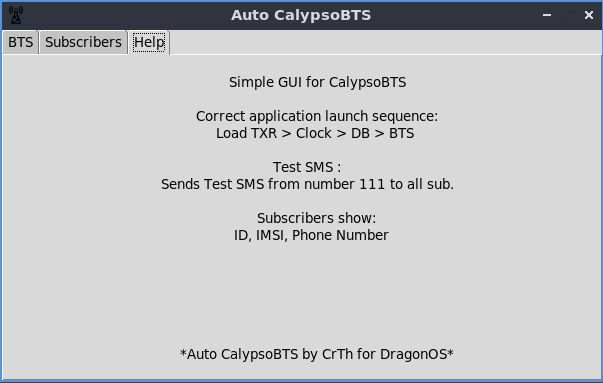 Auto CalypsoBTS
BTS Subscribers Help
Simple GUI for CalypsoBTS
Correct application launch sequence:
Load TXR > Clock > DB > BTS
Test SMS :
Sends Test SMS from number 111 to all sub.
Subscribers show:
ID, IMSI, Phone Number
*Auto CalypsoBTS by CrTh for DragonOS*